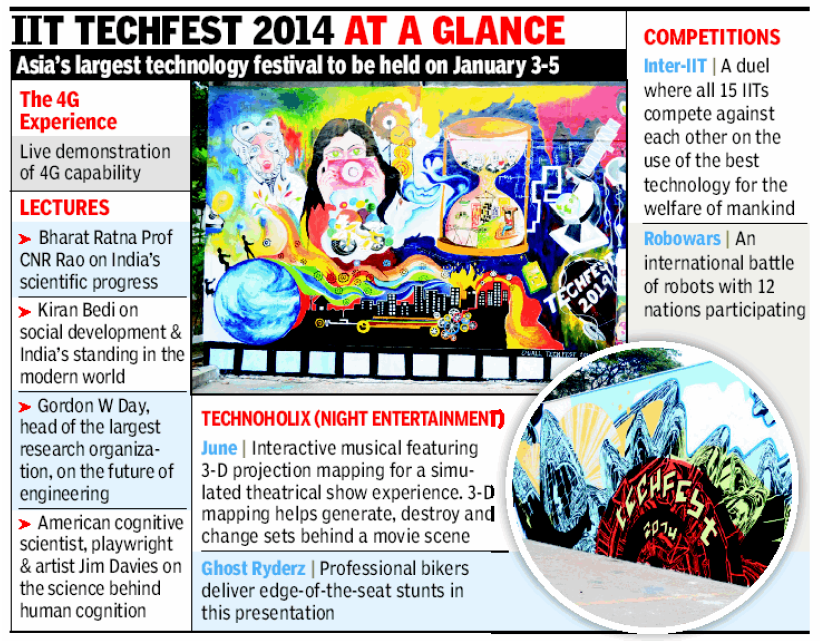 IIT TECHFEST 2014 AT A GLANCE
Asia's largest technology festival to be held on January 3-5
The 4G
Experience
Live demonstration
of 4G capability
LECTURES
➤ Bharat Ratna Prof
CNR Rao on India's
scientific progress
➤ Kiran Bedi on
social development &
India's standing in the
modern world
➤ Gordon W Day,
head of the largest
research organiza-
tion, on the future of
engineering
➤ American cognitive
scientist, playwright
& artist Jim Davies on
the science behind
human cognition
TECHFEST
2014
TECHNOHOLIX (NIGHT ENTERTAINMENT)
June | Interactive musical featuring
3-D projection mapping for a simu-
lated theatrical show experience. 3-D
mapping helps generate, destroy and
change sets behind a movie scene
Ghost Ryderz | Professional bikers
deliver edge-of-the-seat stunts in
this presentation
COMPETITIONS
Inter-IIT | A duel
where all 15 IITs
compete against
each other on the
use of the best
technology for the
welfare of mankind
Robowars | An
international battle
of robots with 12
nations participating
TECHFEST
2014